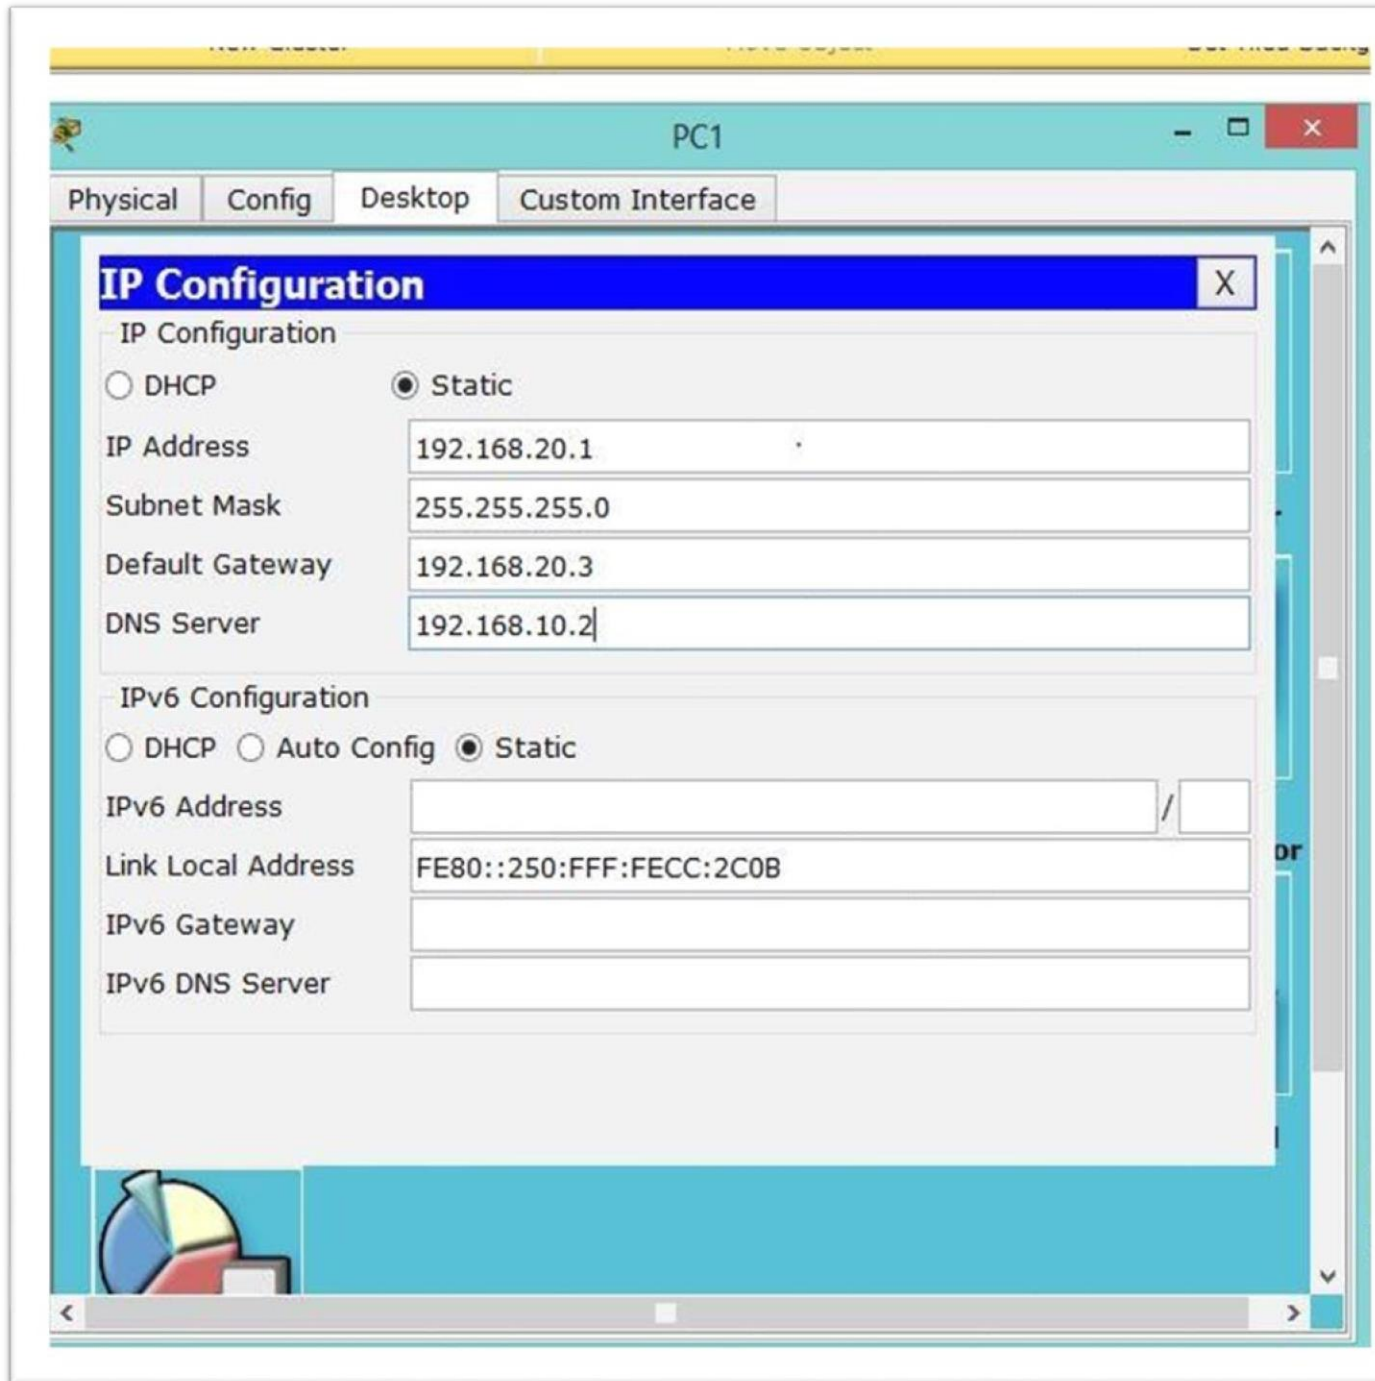 PC1
Physical Config Desktop Custom Interface
IP Configuration X
IP Configuration
DHCP Static
IP Address 192.168.20.1
Subnet Mask 255.255.255.0
Default Gateway 192.168.20.3
DNS Server 192.168.10.2
IPv6 Configuration
DHCP Auto Config Static
IPv6 Address /
Link Local Address FE80::250:FFF:FECC:2C0B
IPv6 Gateway
IPv6 DNS Server
or